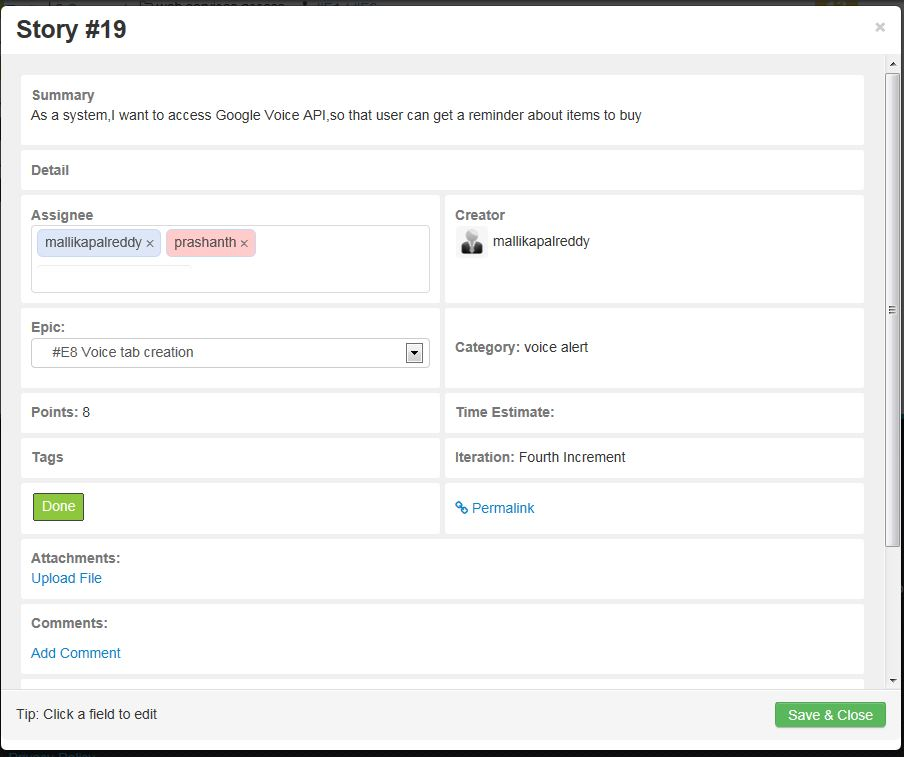 Story #19
×
Summary
As a system,I want to access Google Voice API,so that user can get a reminder about items to buy
Detail
Assignee
mallikapalreddy ×
prashanth ×
Creator
mallikapalreddy
Epic:
#E8 Voice tab creation
Category: voice alert
Points: 8
Time Estimate:
Tags
Iteration: Fourth Increment
Done
Permalink
Attachments:
Upload File
Comments:
Add Comment
Tip: Click a field to edit
Save & Close